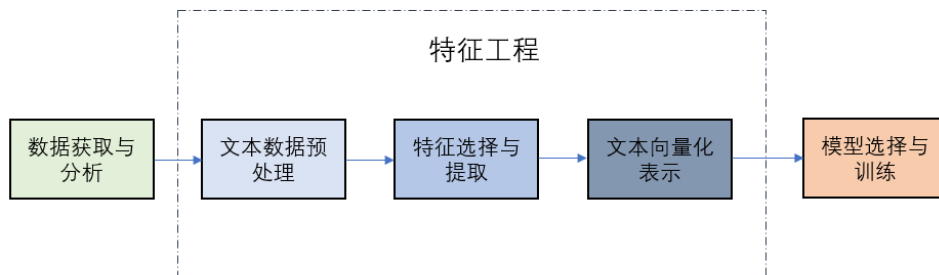 特征工程
数据获取与
分析
文本数据预
处理
特征选择与
提取
文本向量化
表示
模型选择与
训练